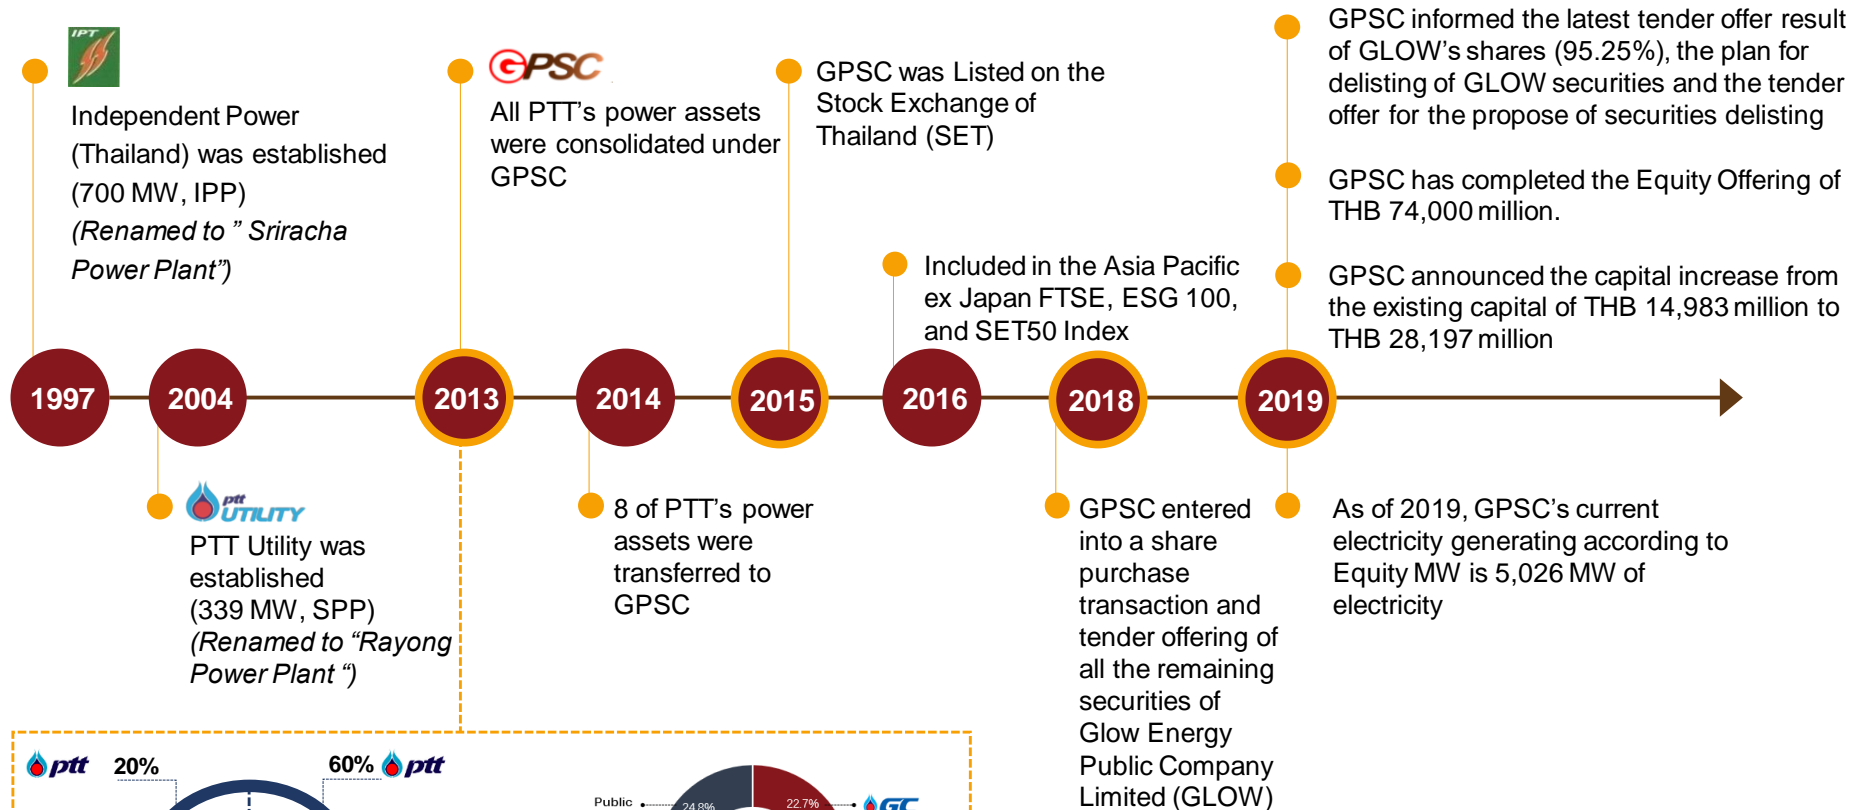 IPT
Independent Power
(Thailand) was established
(700 MW, IPP)
(Renamed to ” Sriracha
Power Plant”)
GPSC
All PTT’s power assets
were consolidated under
GPSC
GPSC was Listed on the
Stock Exchange of
Thailand (SET)
Included in the Asia Pacific
ex Japan FTSE, ESG 100,
and SET50 Index
GPSC informed the latest tender offer result
of GLOW’s shares (95.25%), the plan for
delisting of GLOW securities and the tender
offer for the propose of securities delisting
GPSC has completed the Equity Offering of
THB 74,000 million.
GPSC announced the capital increase from
the existing capital of THB 14,983 million to
THB 28,197 million
1997
2004
2013
2014
2015
2016
2018
2019
ptt
UTILITY
PTT Utility was
established
(339 MW, SPP)
(Renamed to “Rayong
Power Plant “)
8 of PTT’s power
assets were
transferred to
GPSC
GPSC entered
into a share
purchase
transaction and
tender offering of
all the remaining
securities of
Glow Energy
Public Company
Limited (GLOW)
As of 2019, GPSC’s current
electricity generating according to
Equity MW is 5,026 MW of
electricity
ptt
20%
60%
ptt
Public
24.8%
22.7%
GC